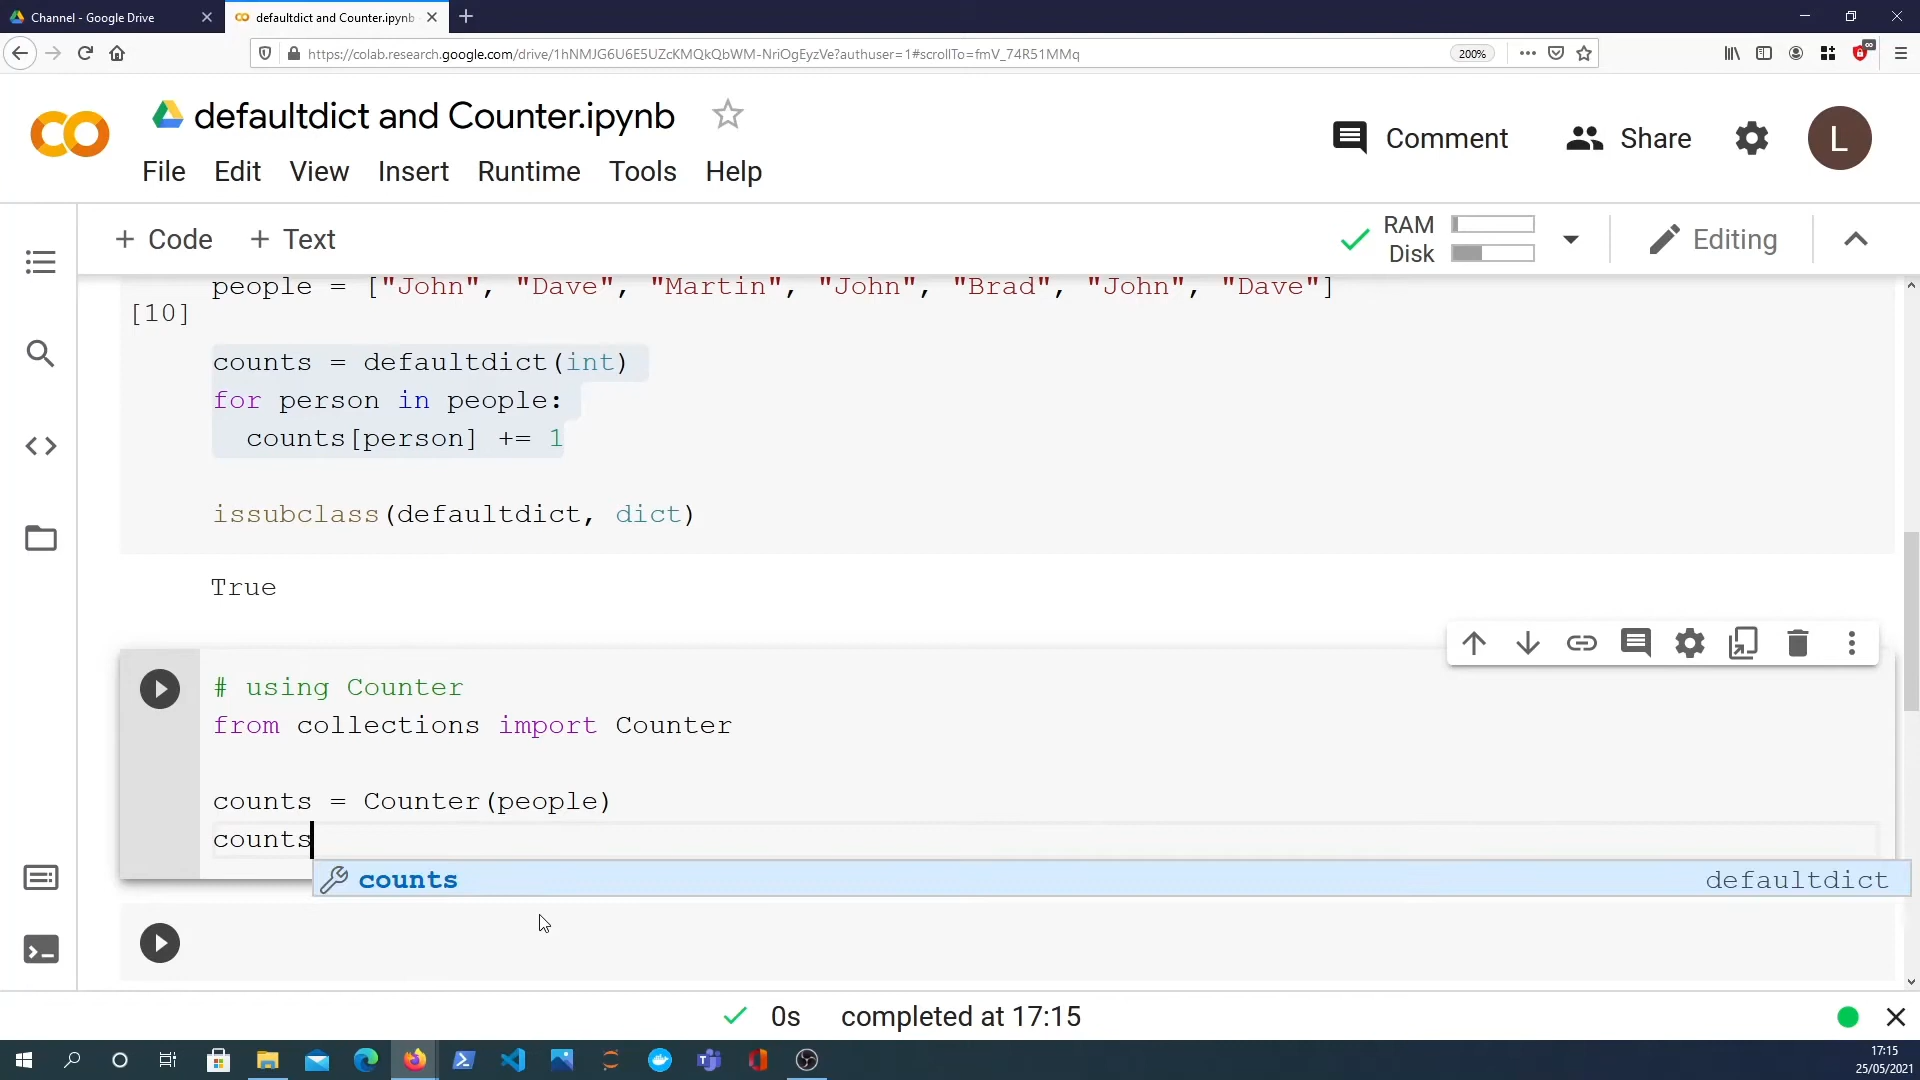 Channel - Google Drive
defaultdict and Counter.ipynb
https://colab.research.google.com/drive/1hNMJG6U6E5UZcKMQkQbWM-NriOgEyzVe?authuser=1#scrollTo=fmV_74R51MMq
200%
defaultdict and Counter.ipynb
Comment
Share
L
File Edit View Insert Runtime Tools Help
+ Code + Text
RAM
Disk
Editing
people = ["John", "Dave", "Martin", "John", "Brad", "John", "Dave"]
[10]
counts = defaultdict(int)
for person in people:
counts[person] += 1
issubclass(defaultdict, dict)
True
# using Counter
from collections import Counter
counts = Counter(people)
counts
counts defaultdict
0s completed at 17:15
17:15
25/05/2021